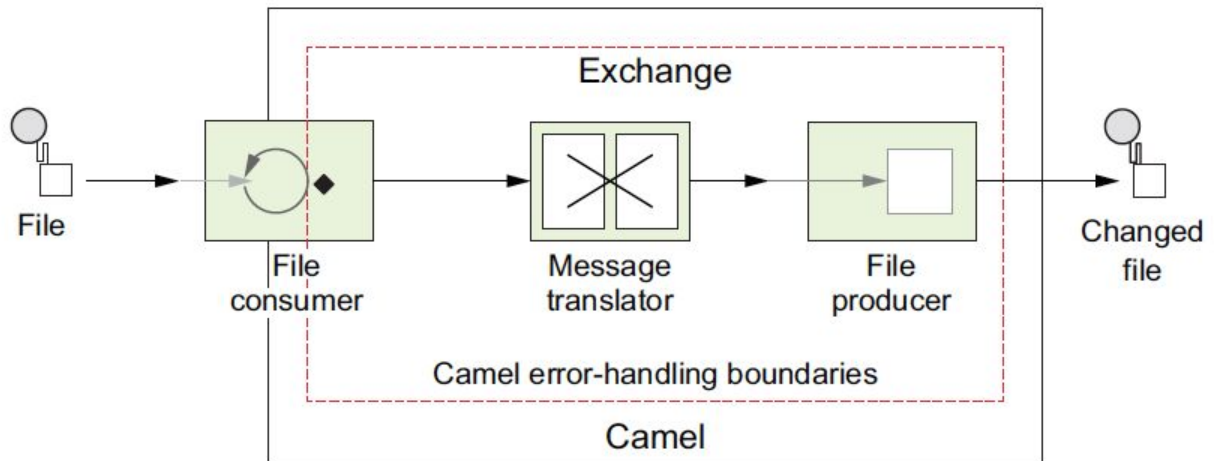 Exchange
File
File
consumer
Message
translator
File
producer
Changed
file
Camel error-handling boundaries
Camel